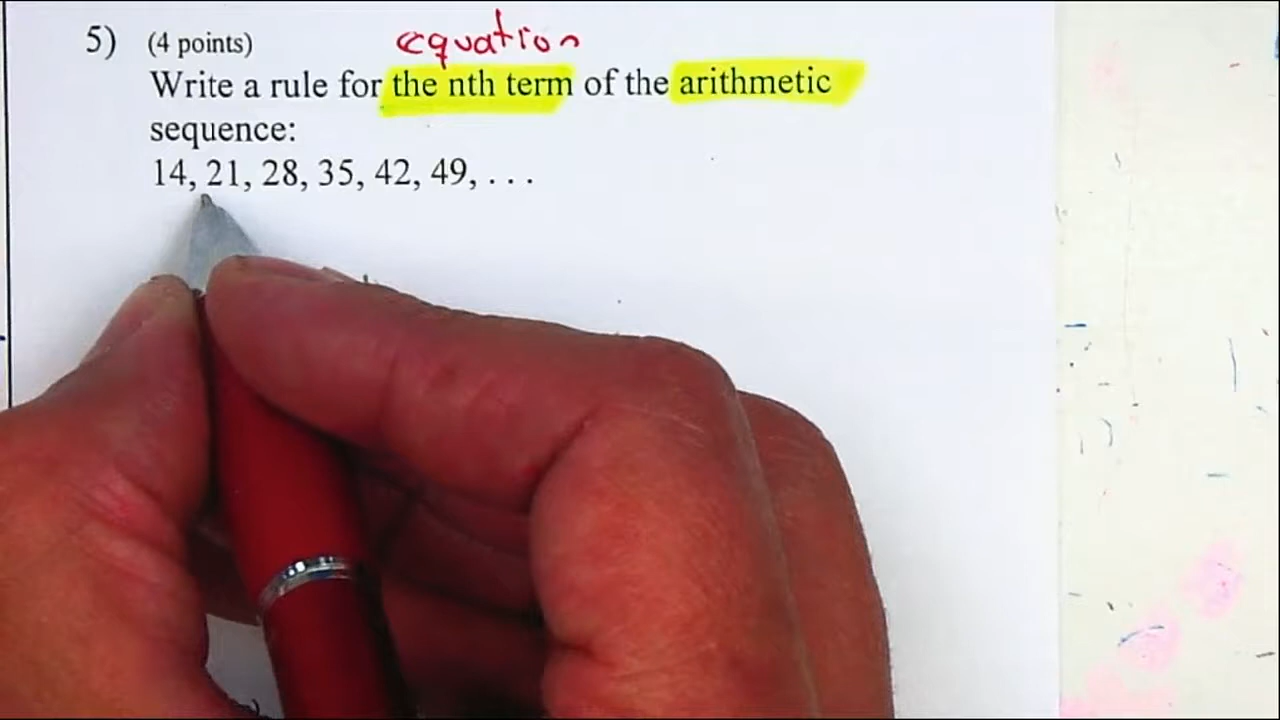 equation
5) (4 points)
Write a rule for the nth term of the arithmetic
sequence:
14, 21, 28, 35, 42, 49, . . .